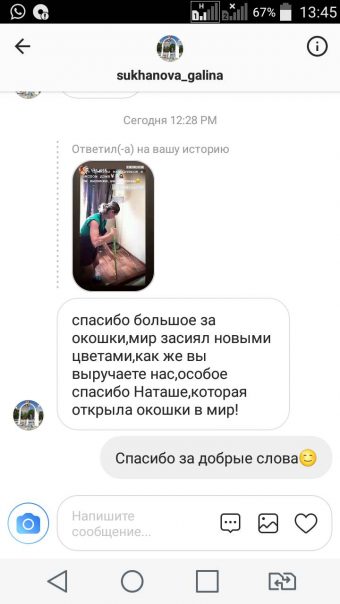 67% 13:45
sukhanova_galina
Сегодня 12:28 PM
Ответил(-а) на вашу историю
спасибо большое за
окошки,мир засиял новыми
цветами,как же вы
выручаете нас,особое
спасибо Наташе,которая
открыла окошки в мир!
Спасибо за добрые слова😊
Напишите
сообщение...